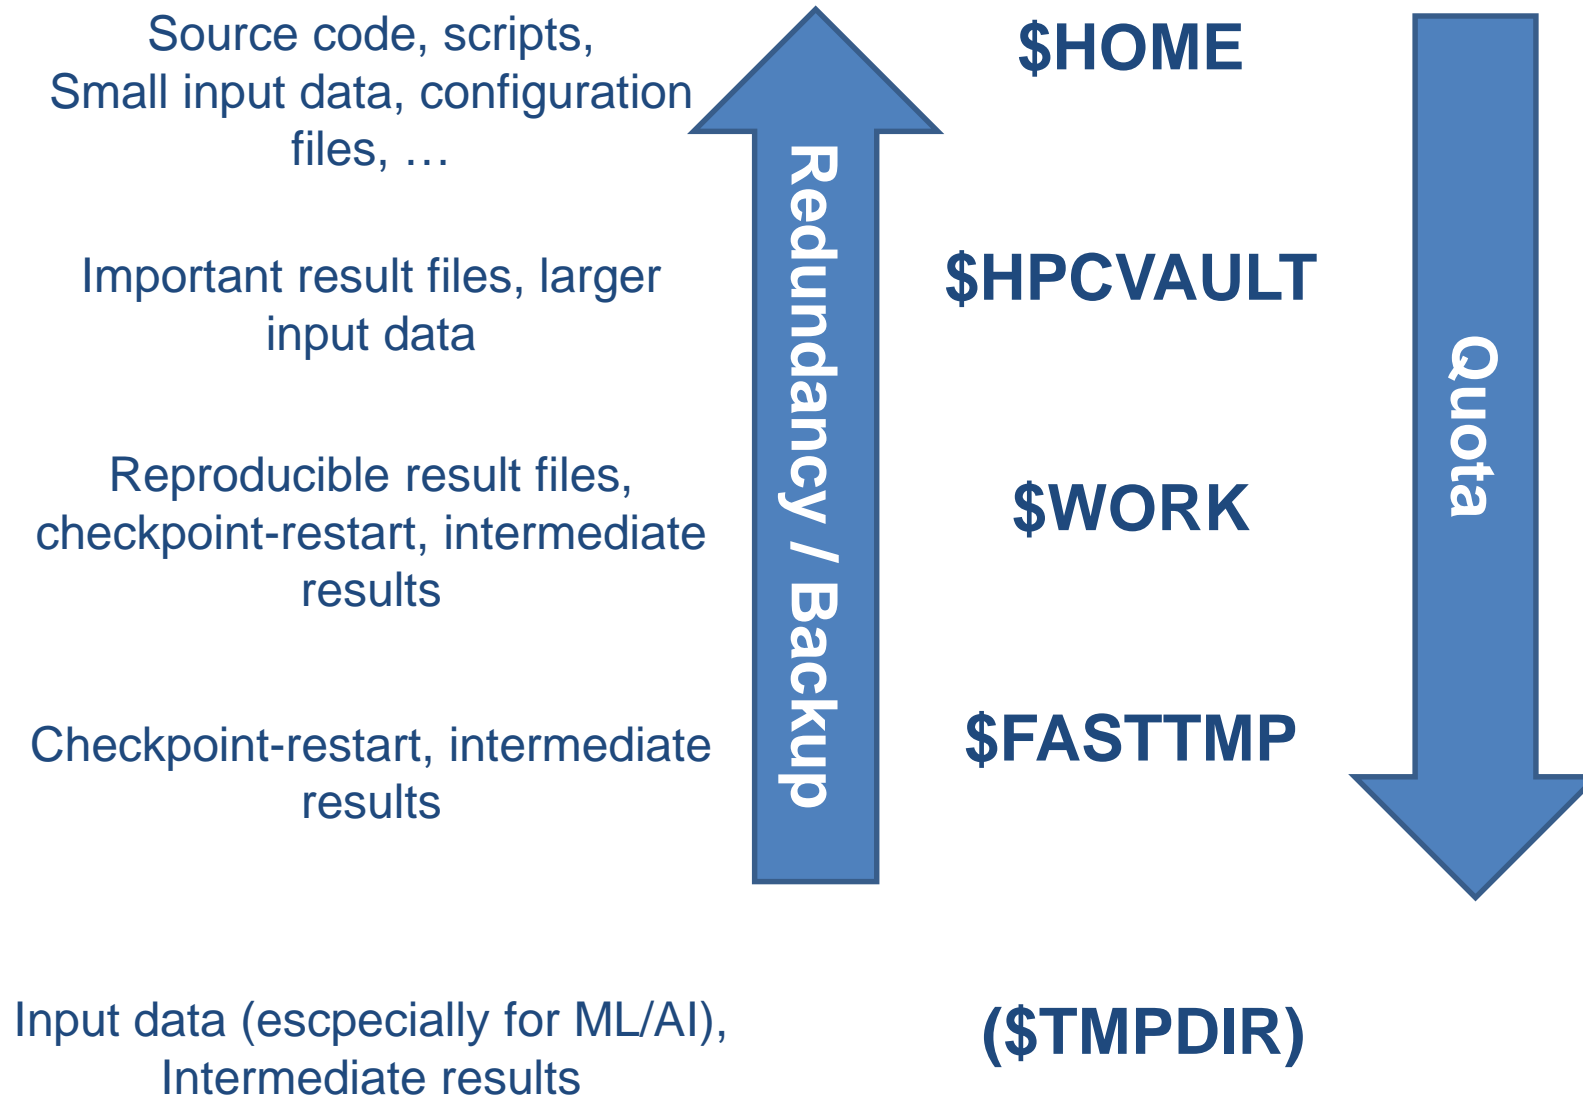 Source code, scripts,
Small input data, configuration
files, …
$HOME
Important result files, larger
input data
$HPCVAULT
Reproducible result files,
checkpoint-restart, intermediate
results
$WORK
Checkpoint-restart, intermediate
results
$FASTTMP
Input data (escpecially for ML/AI),
Intermediate results
($TMPDIR)
Redundancy / Backup
Quota